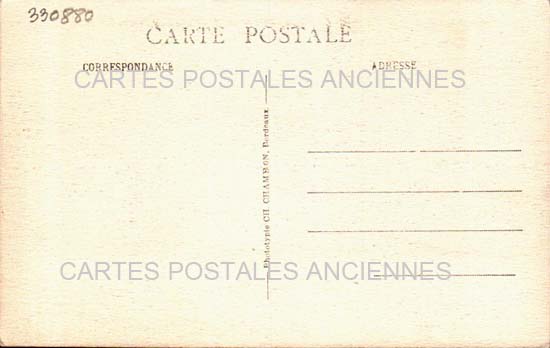 330880
CARTE POSTALE
CORRESPONDANCE
ADRESSE
CARTES POSTALES ANCIENNES
Phototypie CH. CHAMBON, Bordeaux
CARTES POSTALES ANCIENNES